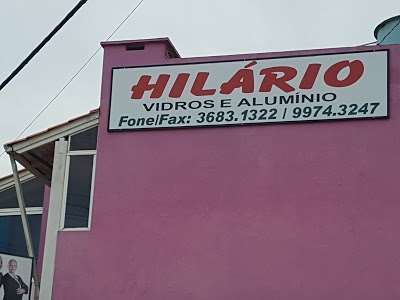 HILÁRIO
VIDROS E ALUMÍNIO
Fone/Fax: 3683.1322 / 9974.3247